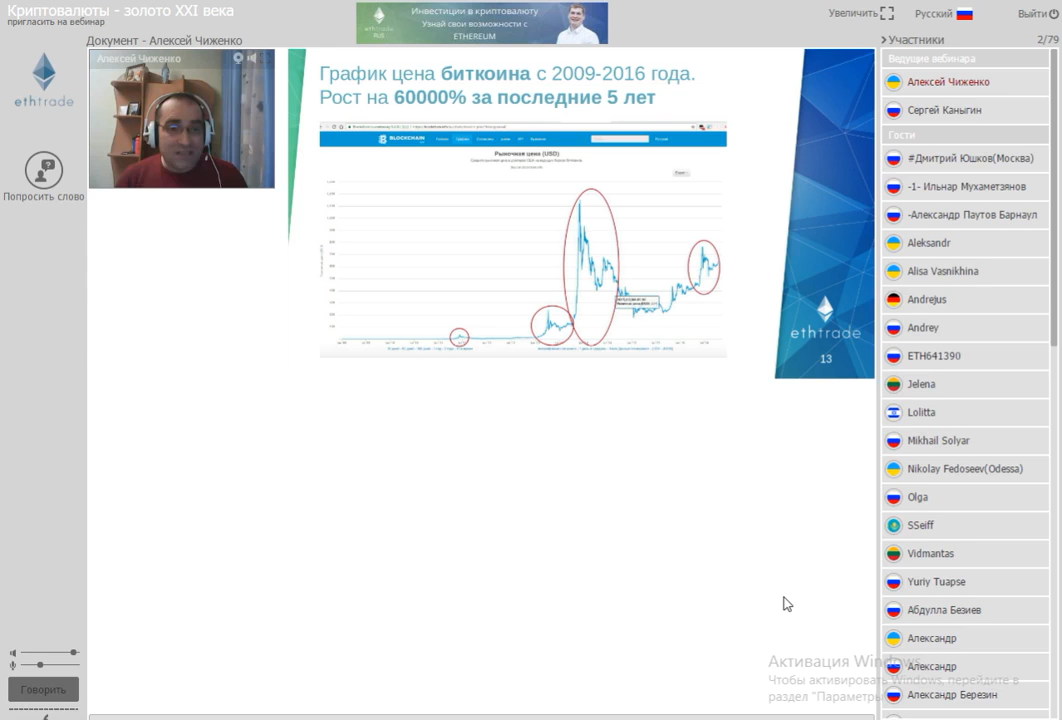 Криптовалюты - золото XXI века
пригласить на вебинар
ethtrade
RUS
Инвестиции в криптовалюту
Узнай свои возможности с
ETHEREUM
Увеличить
Русский
Выйти
Документ - Алексей Чиженко
Участники
2/79
Алексей Чиженко
ethtrade
Попросить слово
График цена биткоина с 2009-2016 года.
Рост на 60000% за последние 5 лет
BLOCKCHAIN
Рыночная цена (USD)
ethtrade
13
Ведущие вебинара
Алексей Чиженко
Сергей Каныгин
Гости
#Дмитрий Юшков(Москва)
-1- Ильнар Мухаметзянов
-Александр Паутов Барнаул
Aleksandr
Alisa Vasnikhina
Andrejus
Andrey
ETH641390
Jelena
Lolitta
Mikhail Solyar
Nikolay Fedoseev(Odessa)
Olga
SSeiff
Vidmantas
Yuriy Tuapse
Абдулла Безиев
Александр
Александр
Александр Березин
Говорить
Активация Windows
Чтобы активировать Windows, перейдите в
раздел "Параметры